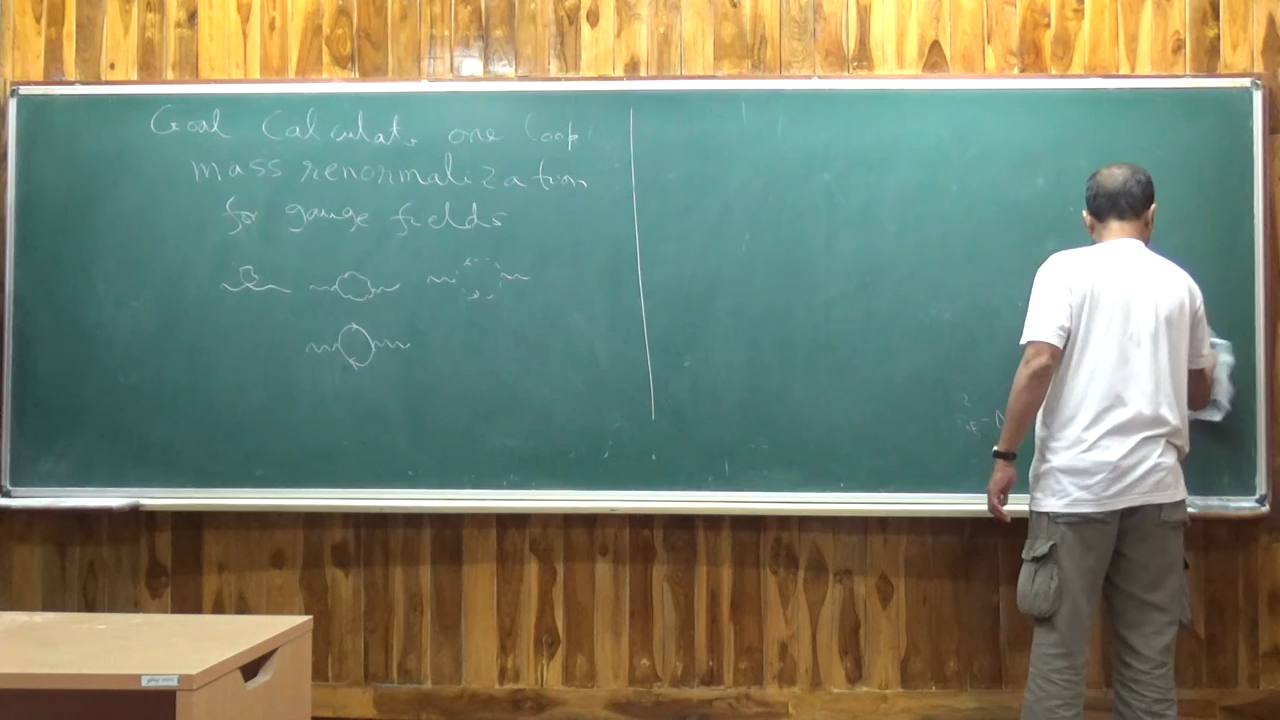 Goal Calculate one loop
mass renormalization
for gauge fields